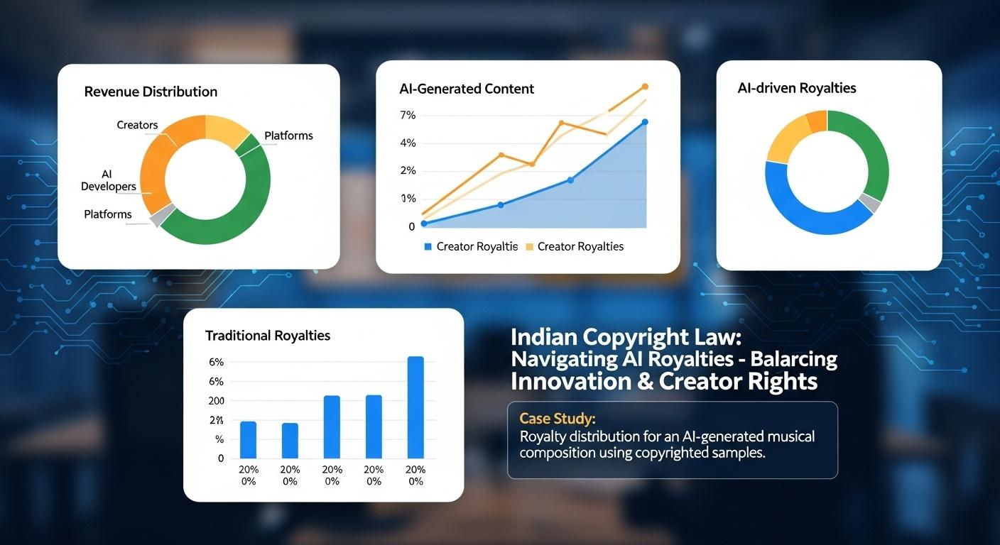 Revenue Distribution
Creators
Platforms
AI
Developers
Platforms
AI-Generated Content
7%
4%
2%
1%
0
Creator Royaltis
Creator Royalties
AI-driven Royalties
Traditional Royalties
6%
6%
200
2%
%
0
20% 20% 20% 20% 20%
0% 0% 0% 0% 0%
Indian Copyright Law:
Navigating AI Royalties - Balarcing
Innovation & Creator Rights
Case Study:
Royalty distribution for an AI-generated musical
composition using copyrighted samples.